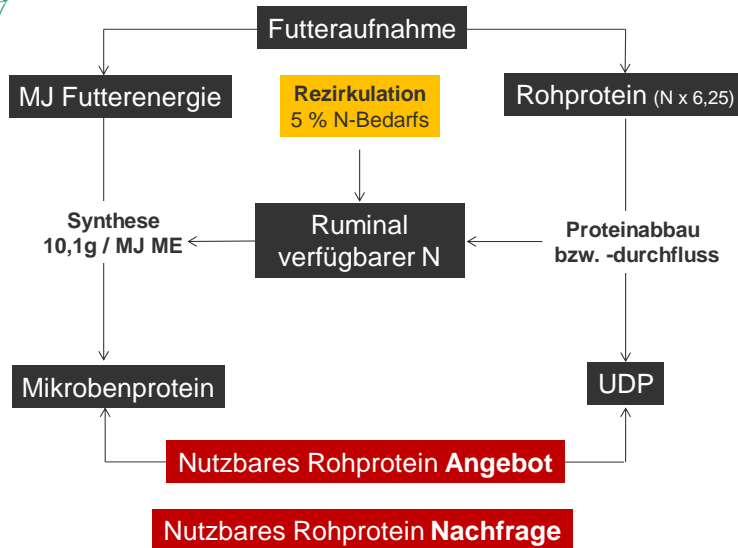 Futteraufnahme
MJ Futterenergie
Rezirkulation
5 % N-Bedarfs
Rohprotein (N x 6,25)
Synthese
10,1g / MJ ME
Ruminal
verfügbarer N
Proteinabbau
bzw. -durchfluss
Mikrobenprotein
UDP
Nutzbares Rohprotein Angebot
Nutzbares Rohprotein Nachfrage